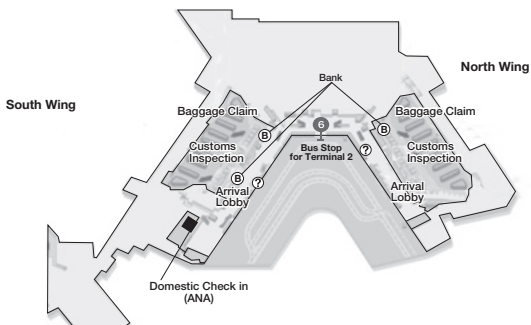 North Wing
South Wing
Bank
Baggage Claim
Baggage Claim
B
6
B
Customs
Inspection
Bus Stop
for Terminal 2
?
Customs
Inspection
B
?
Arrival
Lobby
Arrival
Lobby
Domestic Check in
(ANA)